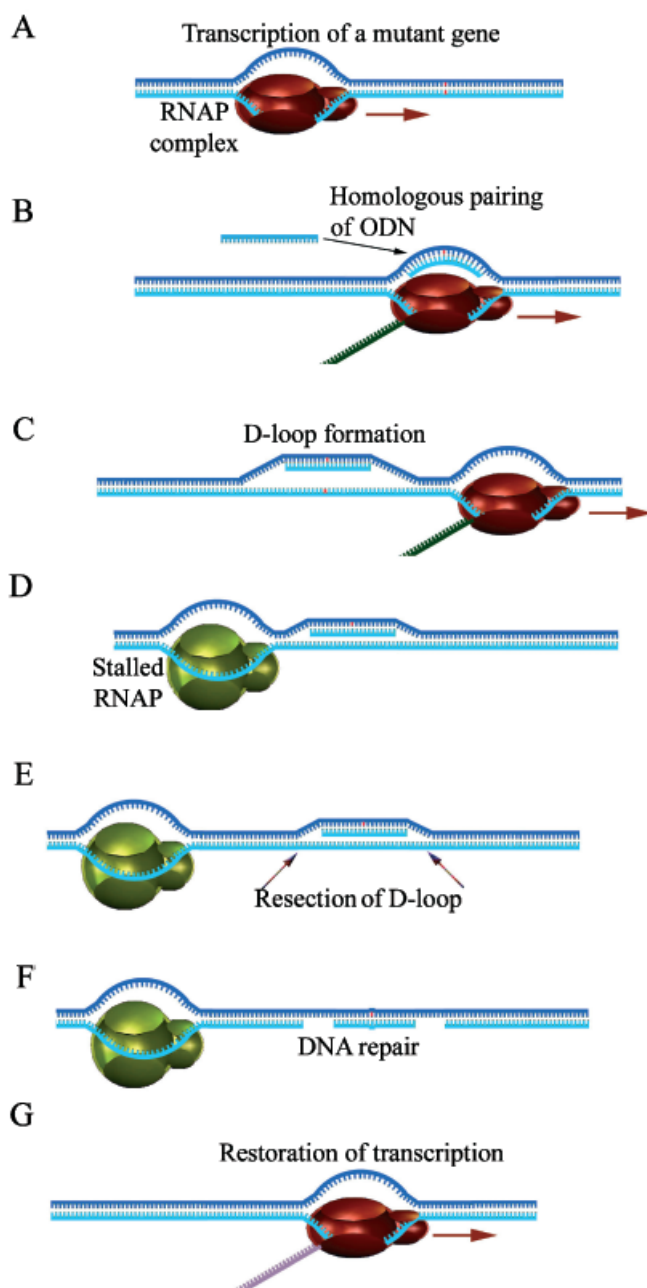 A
Transcription of a mutant gene
RNAP
complex
B
Homologous pairing
of ODN
C
D-loop formation
D
Stalled
RNAP
E
Resection of D-loop
F
DNA repair
G
Restoration of transcription